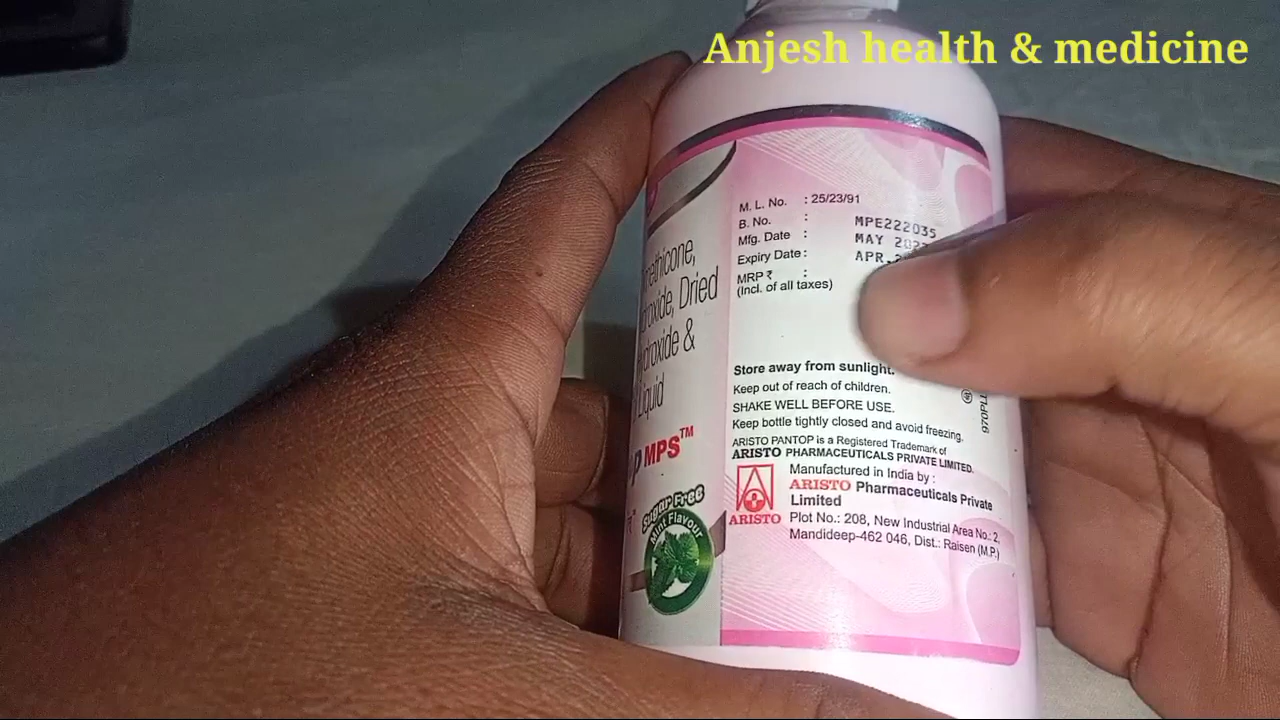 Anjesh health & medicine
M. L. No. : 25/23/91
B. No. : MPE222035
Mfg. Date : MAY
Expiry Date : APR.
MRP ₹ :
(Incl. of all taxes)
Store away from sunlight.
Keep out of reach of children.
SHAKE WELL BEFORE USE.
Keep bottle tightly closed and avoid freezing.
ARISTO PANTOP is a Registered Trademark of
ARISTO PHARMACEUTICALS PRIVATE LIMITED.
Manufactured in India by :
ARISTO Pharmaceuticals Private
Limited
Plot No.: 208, New Industrial Area No.: 2,
Mandideep-462 046, Dist.: Raisen (M.P.)
ARISTO
methicone,
droxide, Dried
ydroxide &
Liquid
MPS™
Sugar Free
Mint Flavour